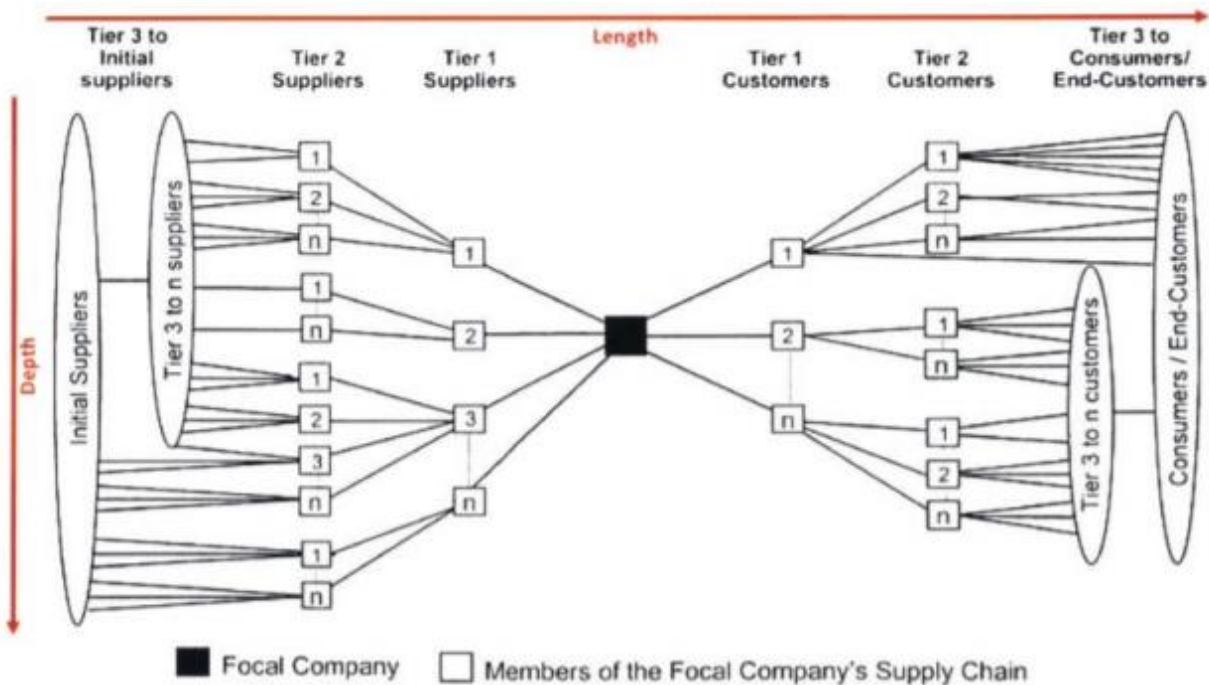 Length
Tier 3 to
Initial
suppliers
Tier 2
Suppliers
Tier 1
Suppliers
Tier 1
Customers
Tier 2
Customers
Tier 3 to
Consumers/
End-Customers
Depth
Initial Suppliers
Tier 3 to n suppliers
1
2
n
1
n
1
2
3
n
1
n
1
2
3
n
1
2
n
1
2
n
1
n
1
2
n
Tier 3 to n customers
Consumers / End-Customers
Focal Company
Members of the Focal Company's Supply Chain